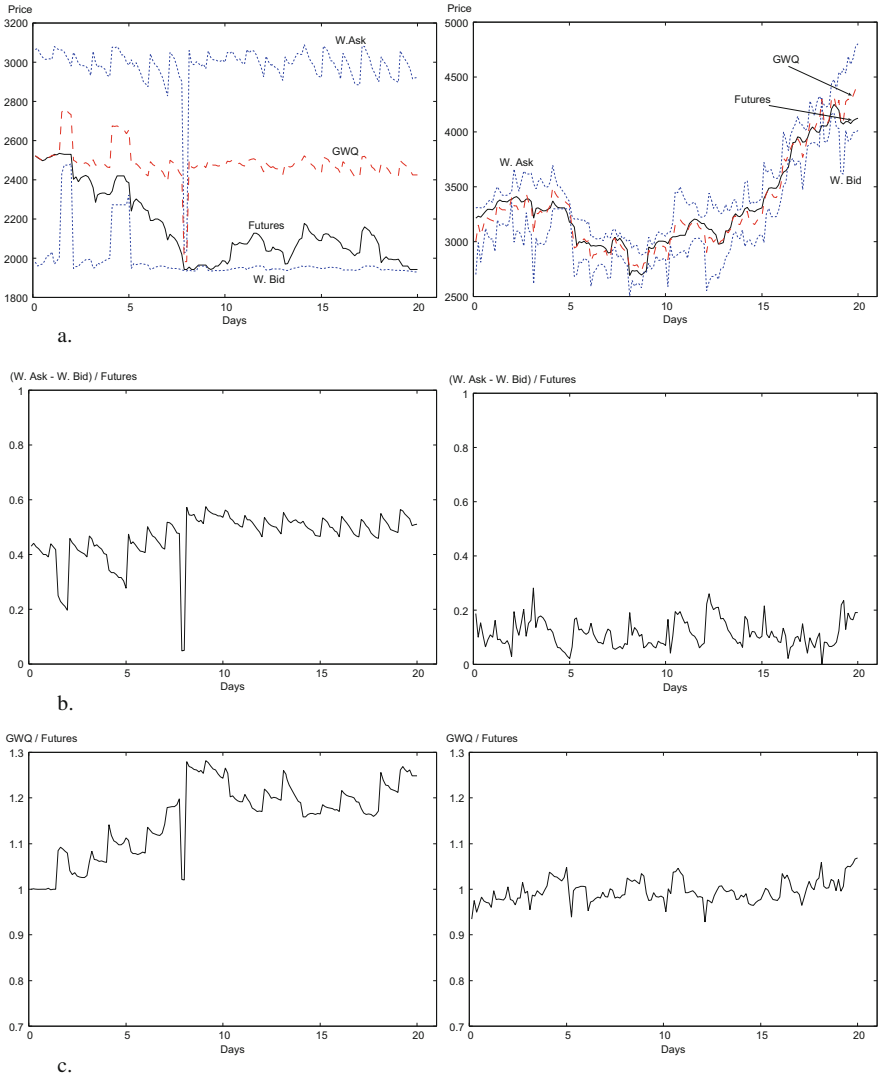 Price
3200
3000
2800
2600
2400
2200
2000
1800
0 5 10 15 20
Days
W.Ask
GWQ
Futures
W. Bid
5000
4500
4000
3500
3000
2500
0 5 10 15 20
Days
GWQ
Futures
W. Ask
W. Bid
a.
(W. Ask - W. Bid) / Futures
1
0.8
0.6
0.4
0.2
0
0 5 10 15 20
Days
(W. Ask - W. Bid) / Futures
1
0.8
0.6
0.4
0.2
0
0 5 10 15 20
Days
b.
GWQ / Futures
1.3
1.2
1.1
1
0.9
0.8
0.7
0 5 10 15 20
Days
GWQ / Futures
1.3
1.2
1.1
1
0.9
0.8
0.7
0 5 10 15 20
Days
c.